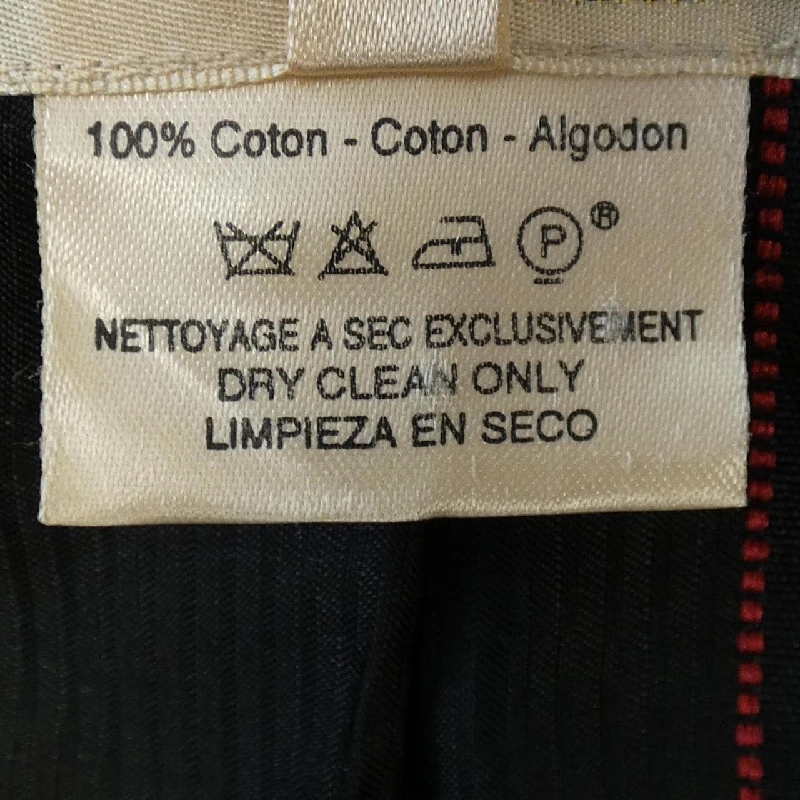 100% Coton - Coton - Algodon
P ®
NETTOYAGE A SEC EXCLUSIVEMENT
DRY CLEAN ONLY
LIMPIEZA EN SECO